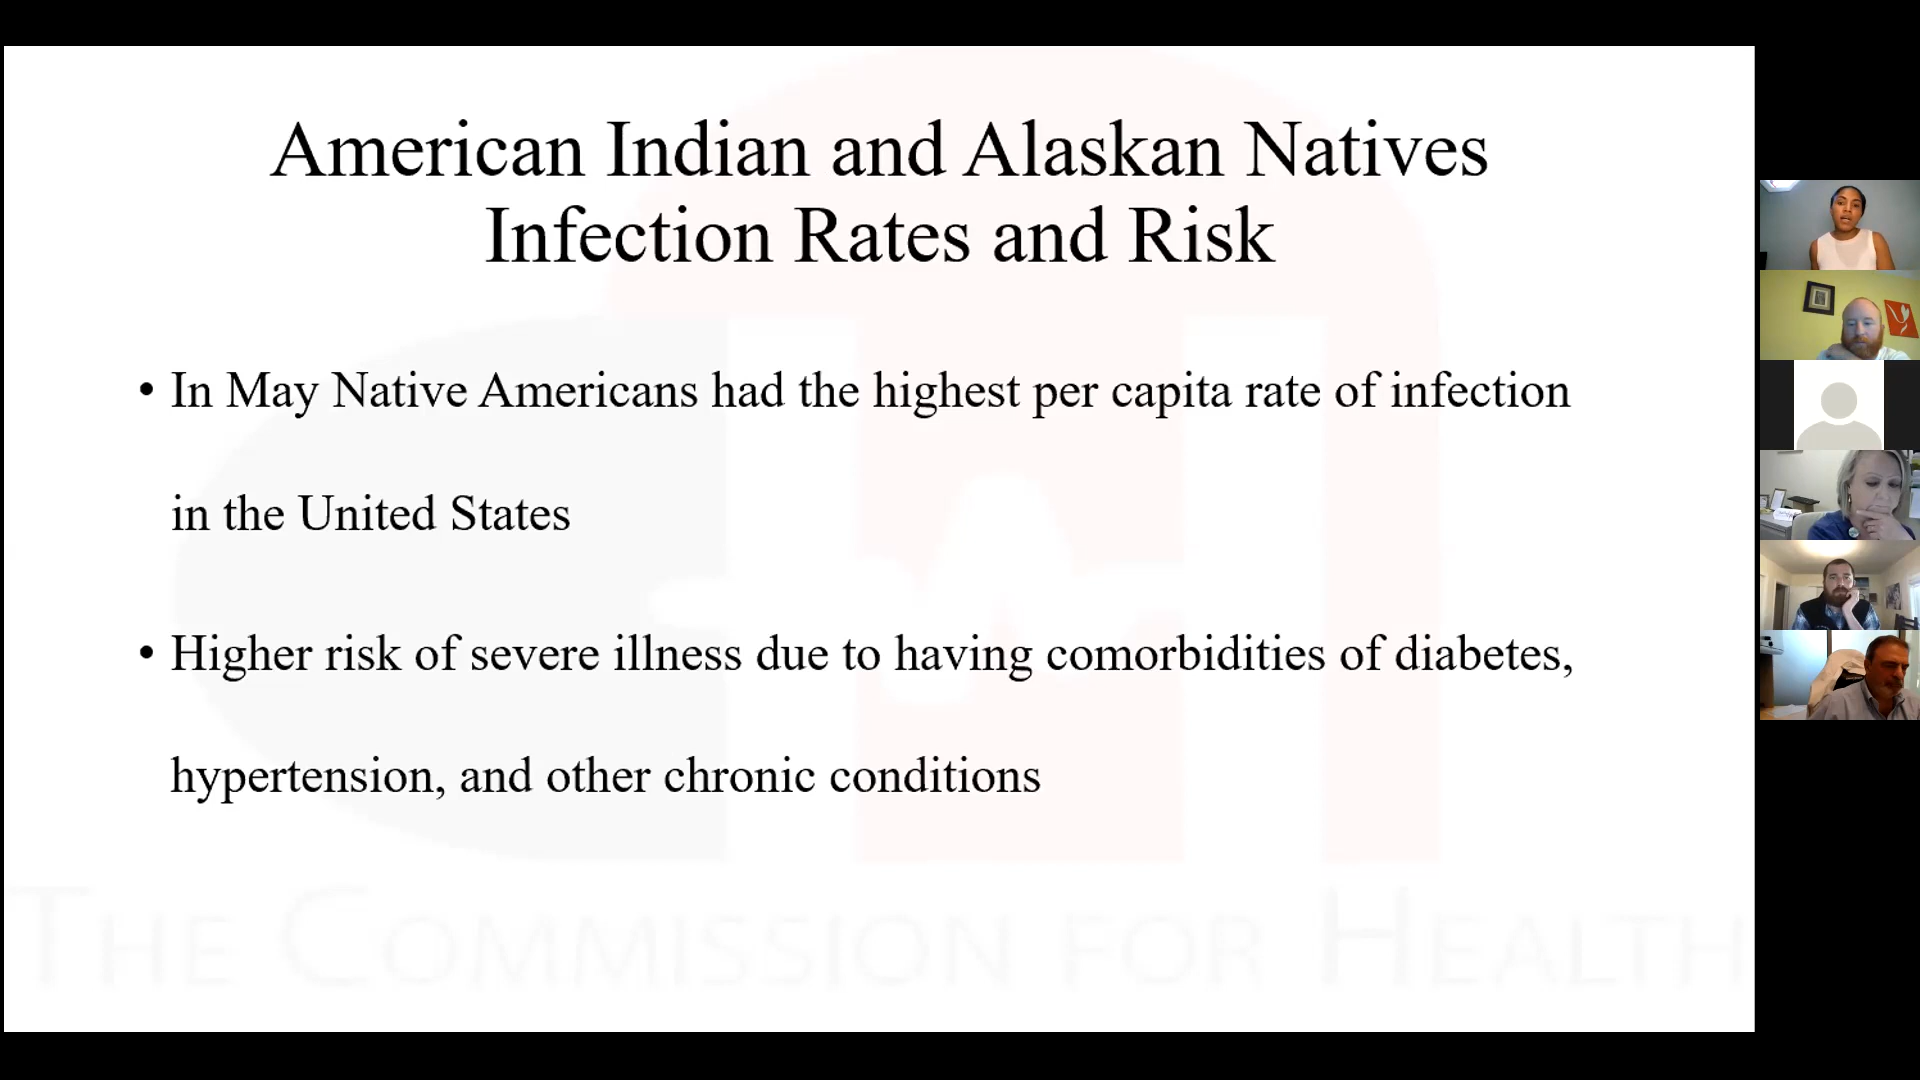 American Indian and Alaskan Natives
Infection Rates and Risk
• In May Native Americans had the highest per capita rate of infection
in the United States
• Higher risk of severe illness due to having comorbidities of diabetes,
hypertension, and other chronic conditions
THE COMMISSION FOR HEALTH